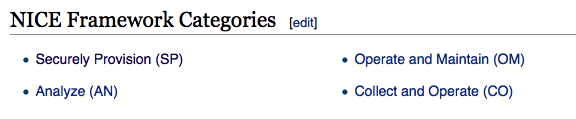 NICE Framework Categories [edit]
Securely Provision (SP)
Operate and Maintain (OM)
Analyze (AN)
Collect and Operate (CO)